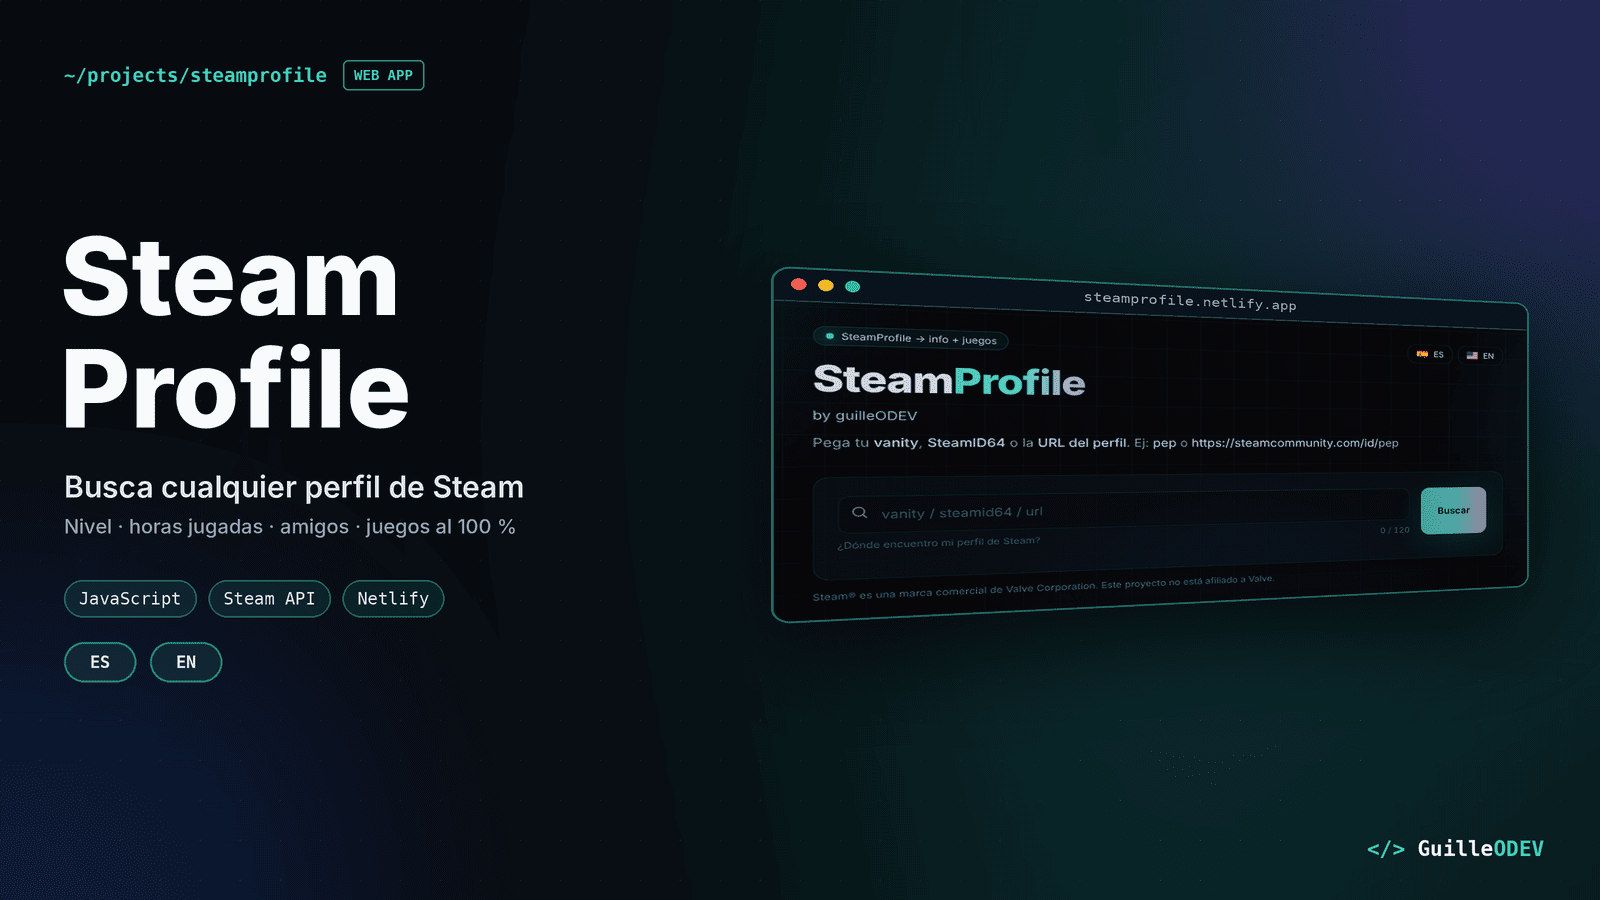 ~/projects/steamprofile WEB APP
Steam
Profile
Busca cualquier perfil de Steam
Nivel · horas jugadas · amigos · juegos al 100 %
JavaScript Steam API Netlify
ES EN
steamprofile.netlify.app
SteamProfile → info + juegos
ES EN
SteamProfile
by guilleODEV
Pega tu vanity, SteamID64 o la URL del perfil. Ej: pep o https://steamcommunity.com/id/pep
vanity / steamid64 / url
Buscar
0 / 120
¿Dónde encuentro mi perfil de Steam?
Steam® es una marca comercial de Valve Corporation. Este proyecto no está afiliado a Valve.
</> GuilleODEV